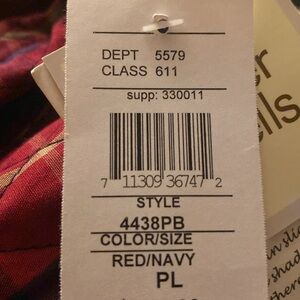 DEPT 5579
CLASS 611
supp: 330011
7 11309 36747 2
STYLE
4438PB
COLOR/SIZE
RED/NAVY
PL